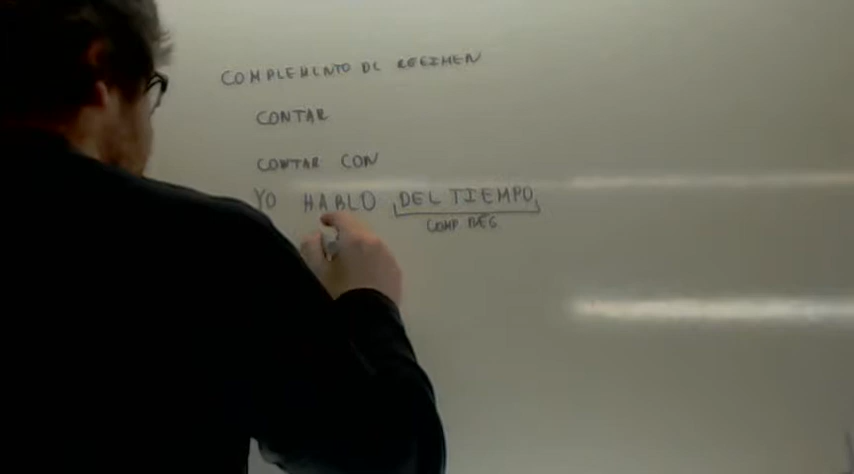 COMPLEMENTO DE REGIMEN
CONTAR
CONTAR CON
YO HABLO DEL TIEMPO
COMP REG